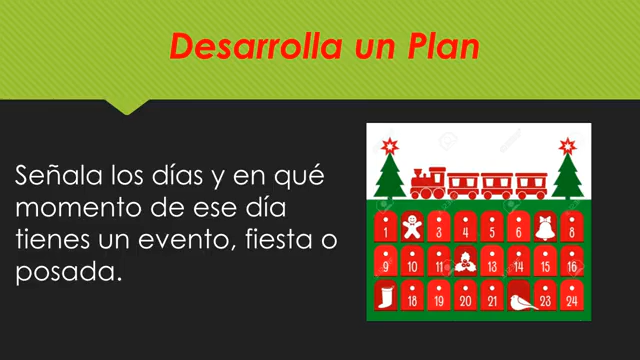 Desarrolla un Plan
Señala los días y en qué
momento de ese día
tienes un evento, fiesta o
posada.
1 3 4 5 6 8
9 10 11 13 14 15 16
18 19 20 21 23 24